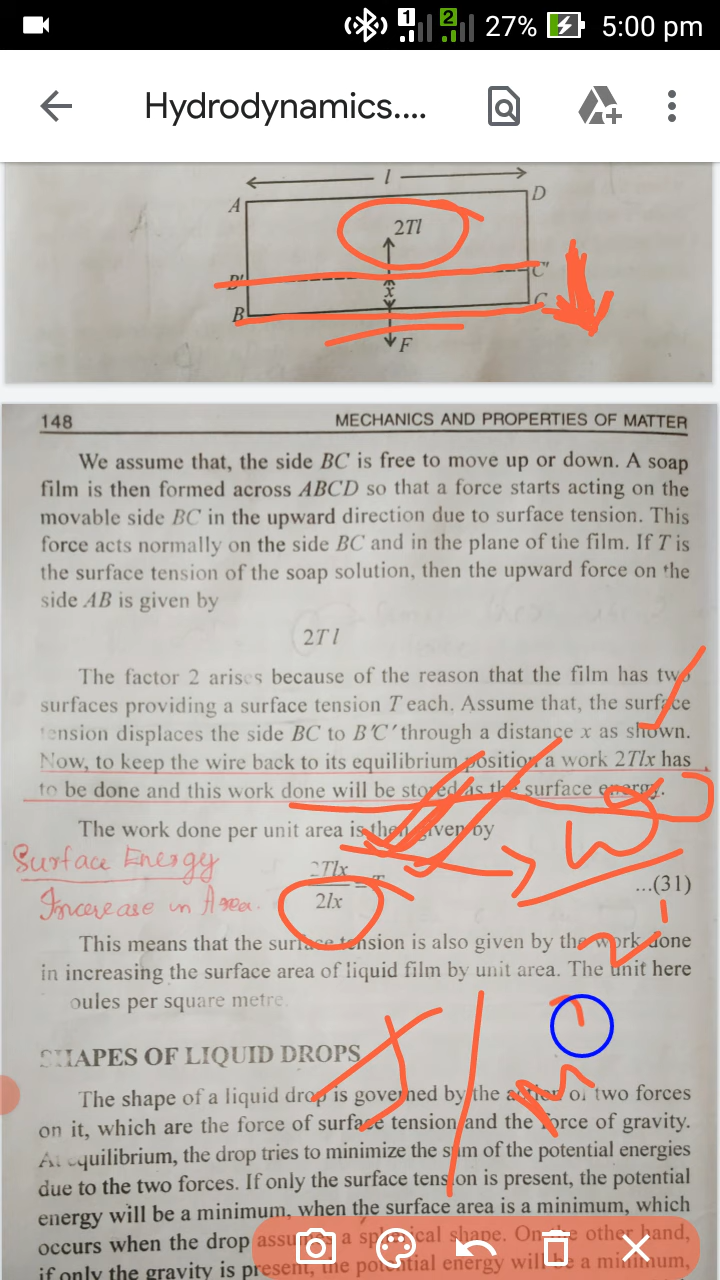 1 2 27% 5:00 pm
Hydrodynamics....
l
A D
2Tl
B' C'
x
B C
F
148 MECHANICS AND PROPERTIES OF MATTER
We assume that, the side BC is free to move up or down. A soap
film is then formed across ABCD so that a force starts acting on the
movable side BC in the upward direction due to surface tension. This
force acts normally on the side BC and in the plane of the film. If T is
the surface tension of the soap solution, then the upward force on the
side AB is given by
2Tl
The factor 2 arises because of the reason that the film has two
surfaces providing a surface tension T each. Assume that, the surface
tension displaces the side BC to B'C' through a distance x as shown.
Now, to keep the wire back to its equilibrium position a work 2Tlx has
to be done and this work done will be stored as the surface energy.
The work done per unit area is then given by
Surface Energy
2Tlx
Increase in Area.
2lx
= T
...(31)
This means that the surface tension is also given by the work done
in increasing the surface area of liquid film by unit area. The unit here
oules per square metre.
J/m
SHAPES OF LIQUID DROPS
The shape of a liquid drop is governed by the action of two forces
on it, which are the force of surface tension and the force of gravity.
At equilibrium, the drop tries to minimize the sum of the potential energies
due to the two forces. If only the surface tension is present, the potential
energy will be a minimum, when the surface area is a minimum, which
occurs when the drop assumes a spherical shape. On the other hand,
if only the gravity is present, the potential energy will be a minimum,